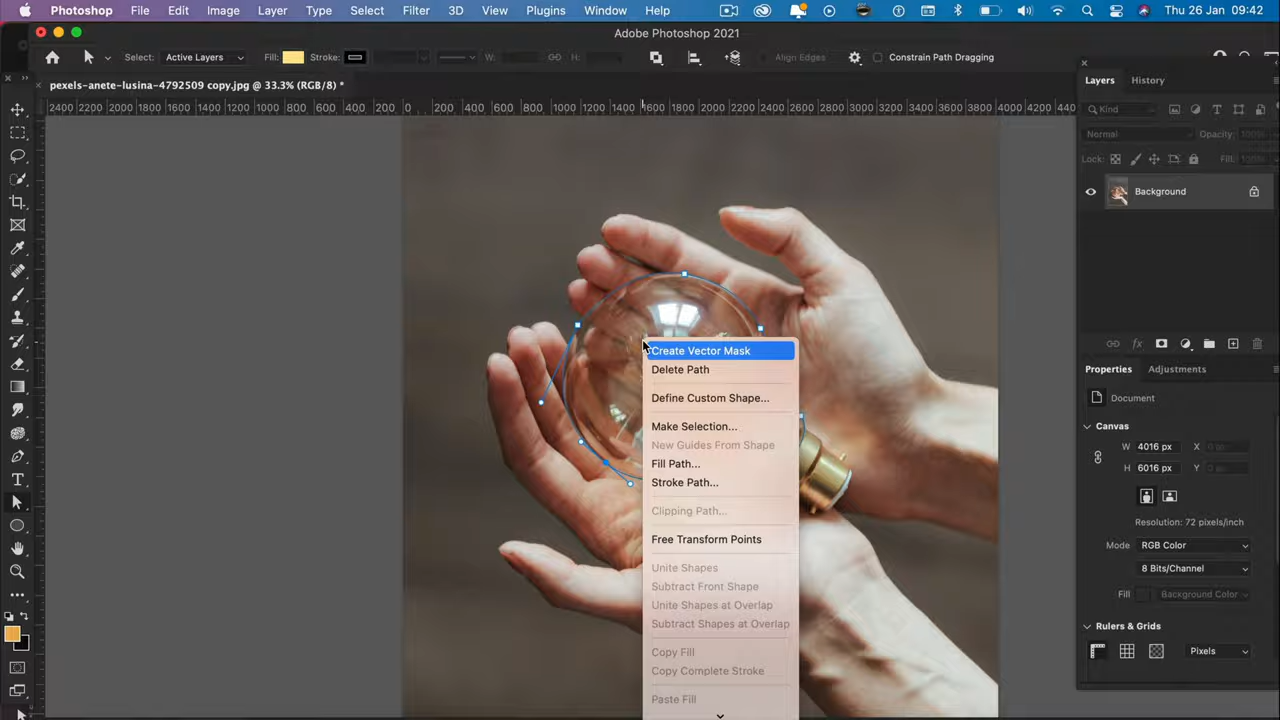 Photoshop File Edit Image Layer Type Select Filter 3D View Plugins Window Help Thu 26 Jan 09:42
Adobe Photoshop 2021
Select: Active Layers Fill: Stroke: W: H: Align Edges Constrain Path Dragging
pexels-anete-lusina-4792509 copy.jpg @ 33.3% (RGB/8) *
2400 2200 2000 1800 1600 1400 1200 1000 800 600 400 200 0 200 400 600 800 1000 1200 1400 1600 1800 2000 2200 2400 2600 2800 3000 3200 3400 3600 3800 4000 4200 44
Layers History
Kind
Normal Opacity: 100%
Lock: Fill: 100%
Background
Create Vector Mask
Delete Path
Define Custom Shape...
Make Selection...
New Guides From Shape
Fill Path...
Stroke Path...
Clipping Path...
Free Transform Points
Unite Shapes
Subtract Front Shape
Unite Shapes at Overlap
Subtract Shapes at Overlap
Copy Fill
Copy Complete Stroke
Paste Fill
Properties Adjustments
Document
Canvas
W 4016 px X 0 px
H 6016 px Y 0 px
Resolution: 72 pixels/inch
Mode RGB Color
8 Bits/Channel
Fill Background Color
Rulers & Grids
Pixels